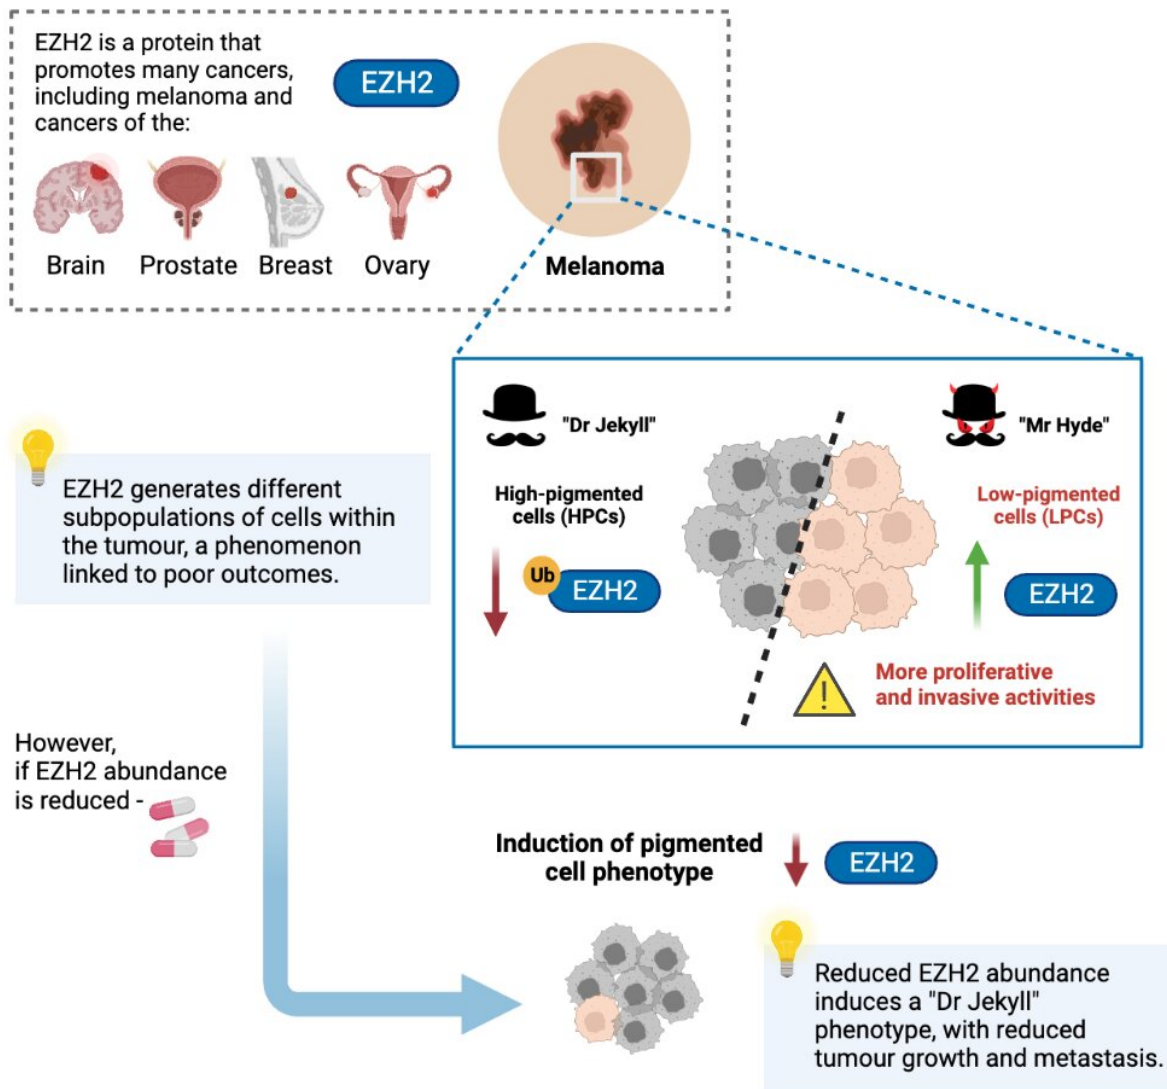 EZH2 is a protein that
promotes many cancers,
including melanoma and
cancers of the:
EZH2
Brain
Prostate
Breast
Ovary
Melanoma
"Dr Jekyll"
"Mr Hyde"
High-pigmented
cells (HPCs)
Ub
EZH2
Low-pigmented
cells (LPCs)
EZH2
More proliferative
and invasive activities
EZH2 generates different
subpopulations of cells within
the tumour, a phenomenon
linked to poor outcomes.
However,
if EZH2 abundance
is reduced -
Induction of pigmented
cell phenotype
EZH2
Reduced EZH2 abundance
induces a "Dr Jekyll"
phenotype, with reduced
tumour growth and metastasis.